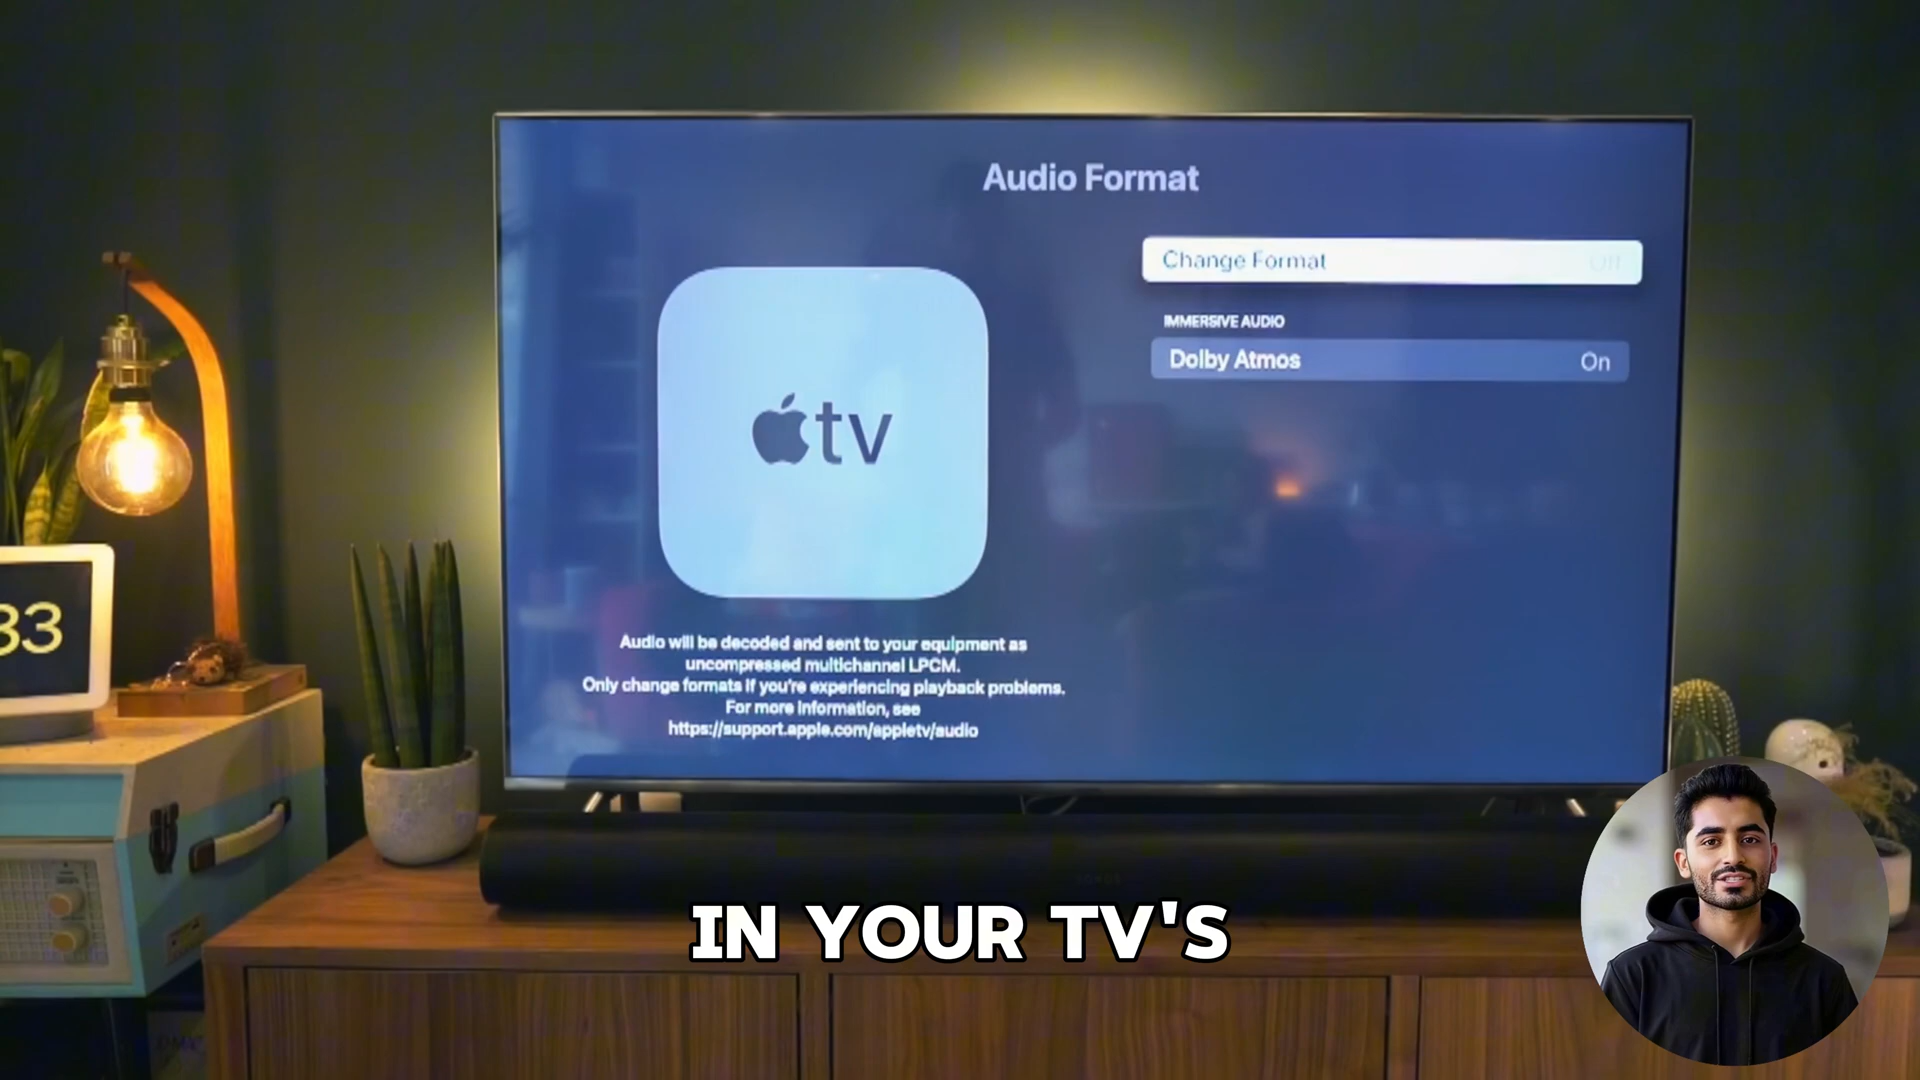 Audio Format
Change Format Off
IMMERSIVE AUDIO
Dolby Atmos On
tv
Audio will be decoded and sent to your equipment as
uncompressed multichannel LPCM.
Only change formats if you're experiencing playback problems.
For more information, see
https://support.apple.com/appletv/audio
33
IN YOUR TV'S